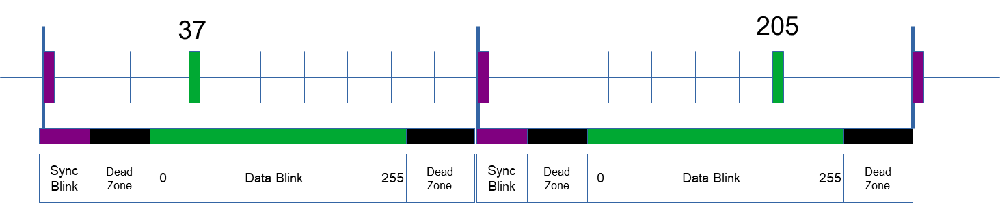 37
205
Sync
Blink
Dead
Zone
0
Data Blink
255
Dead
Zone
Sync
Blink
Dead
Zone
0
Data Blink
255
Dead
Zone